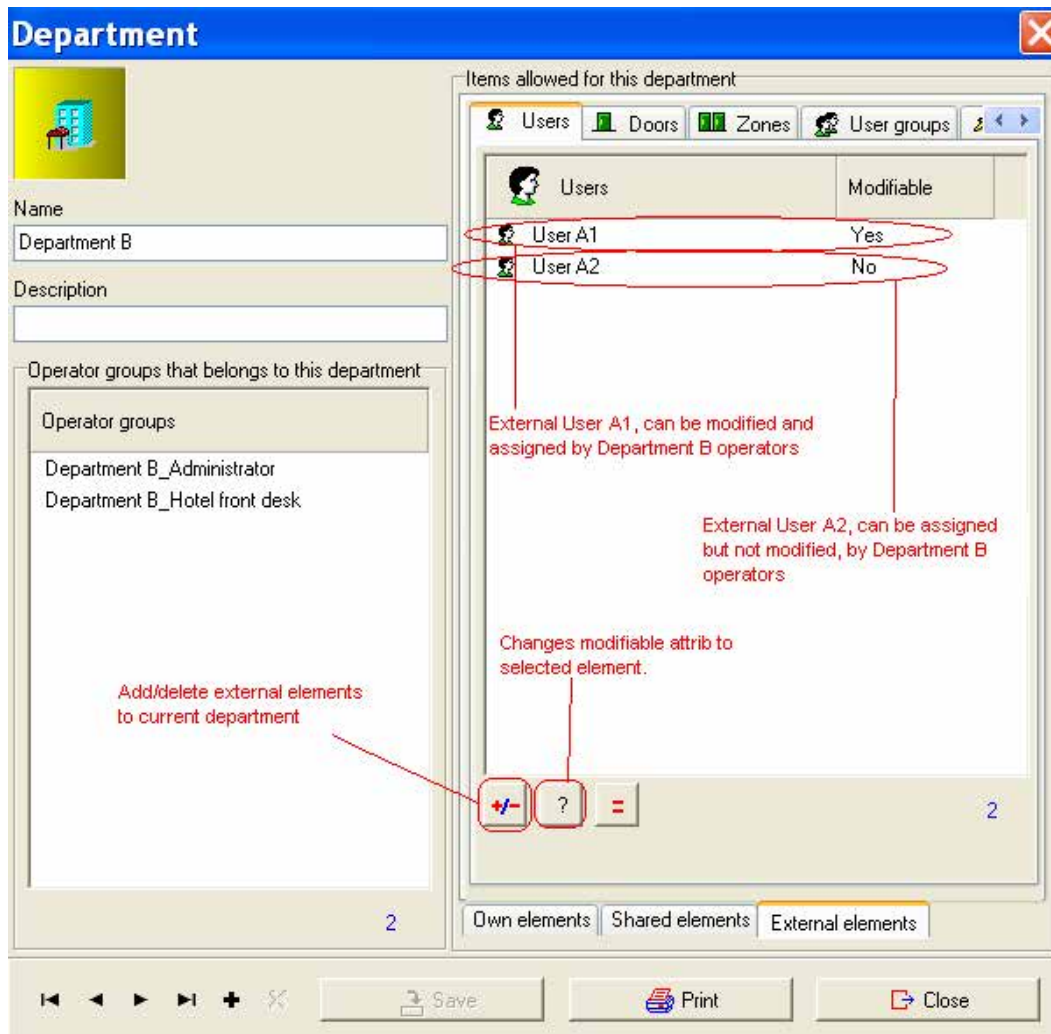 Department
Name
Department B
Description
Operator groups that belongs to this department
Operator groups
Department B_Administrator
Department B_Hotel front desk
Add/delete external elements
to current department
2
Items allowed for this department
Users
Doors
Zones
User groups
Users Modifiable
User A1 Yes
User A2 No
External User A1, can be modified and
assigned by Department B operators
External User A2, can be assigned
but not modified, by Department B
operators
Changes modifiable attrib to
selected element.
+/- ? =
2
Own elements
Shared elements
External elements
Save
Print
Close